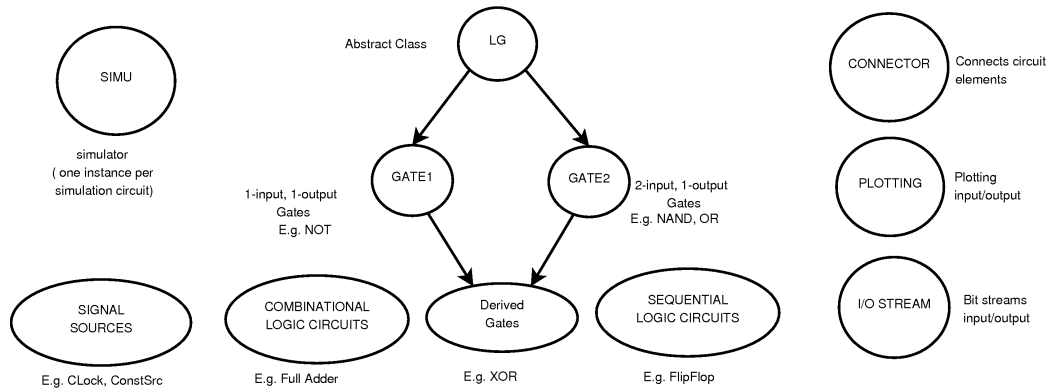 LG
Abstract Class
SIMU
CONNECTOR
Connects circuit
elements
simulator
( one instance per
simulation circuit)
GATE1
1-input, 1-output
Gates
E.g. NOT
GATE2
2-input, 1-output
Gates
E.g. NAND, OR
PLOTTING
Plotting
input/output
SIGNAL
SOURCES
E.g. CLock, ConstSrc
COMBINATIONAL
LOGIC CIRCUITS
E.g. Full Adder
Derived
Gates
E.g. XOR
SEQUENTIAL
LOGIC CIRCUITS
E.g. FlipFlop
I/O STREAM
Bit streams
input/output